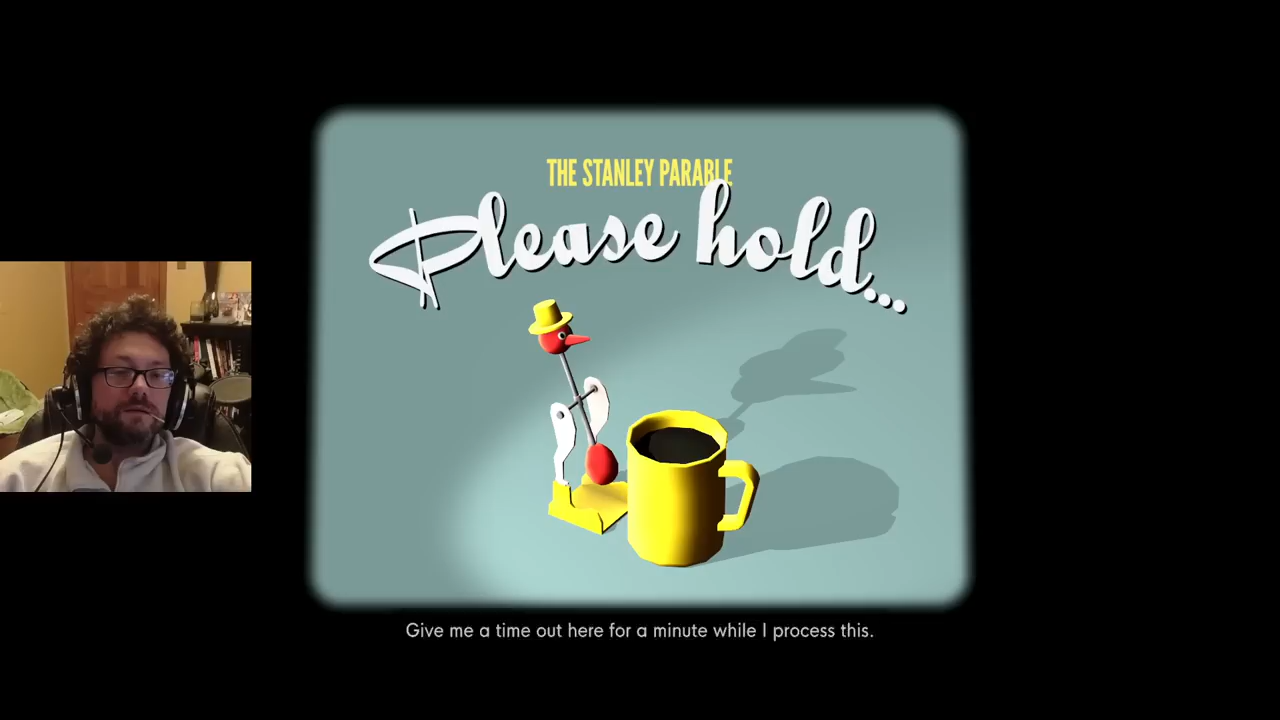 THE STANLEY PARABLE
Please hold...
Give me a time out here for a minute while I process this.